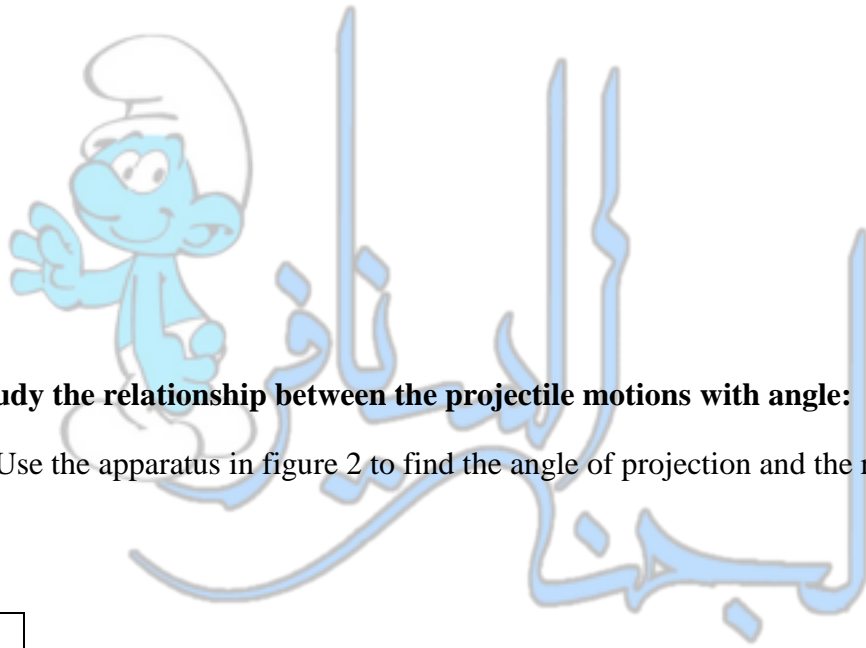 udy the relationship between the projectile motions with angle:
Use the apparatus in figure 2 to find the angle of projection and the